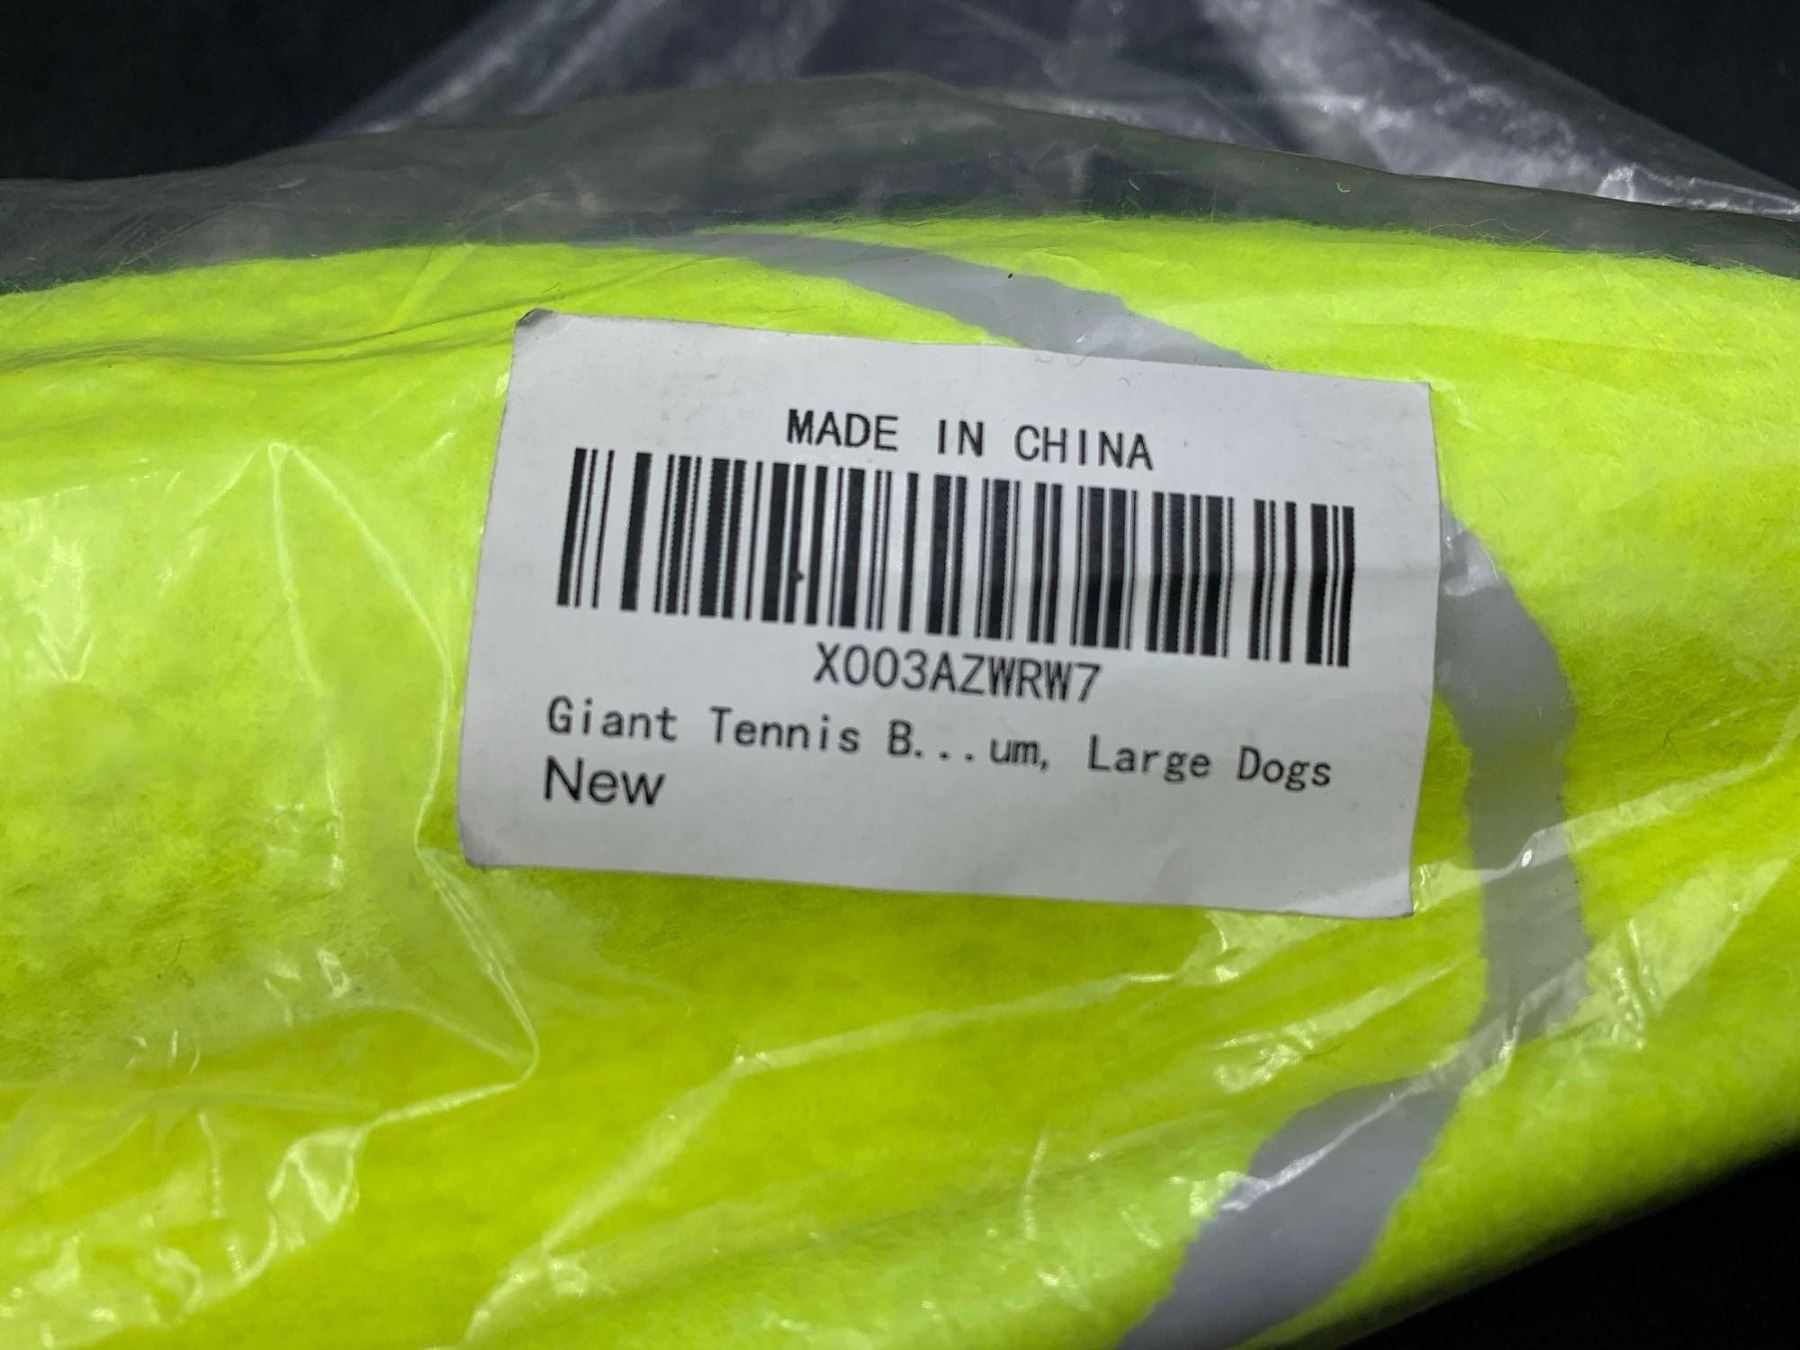 MADE IN CHINA
X003AZWRW7
Giant Tennis B...um, Large Dogs
New